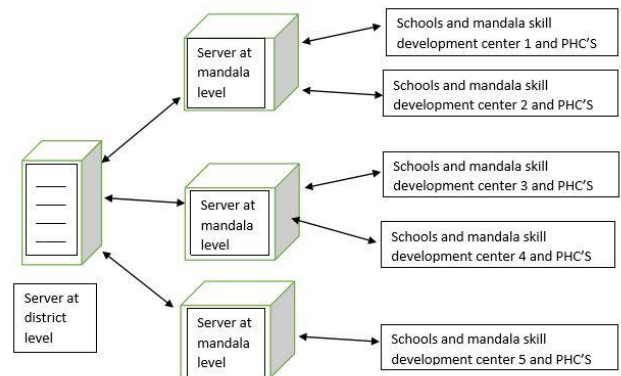 Server at
mandala
level
Schools and mandala skill
development center 1 and PHC'S
Schools and mandala skill
development center 2 and PHC'S
Server at
mandala
level
Schools and mandala skill
development center 3 and PHC'S
Schools and mandala skill
development center 4 and PHC'S
Server at
district
level
Server at
mandala
level
Schools and mandala skill
development center 5 and PHC'S